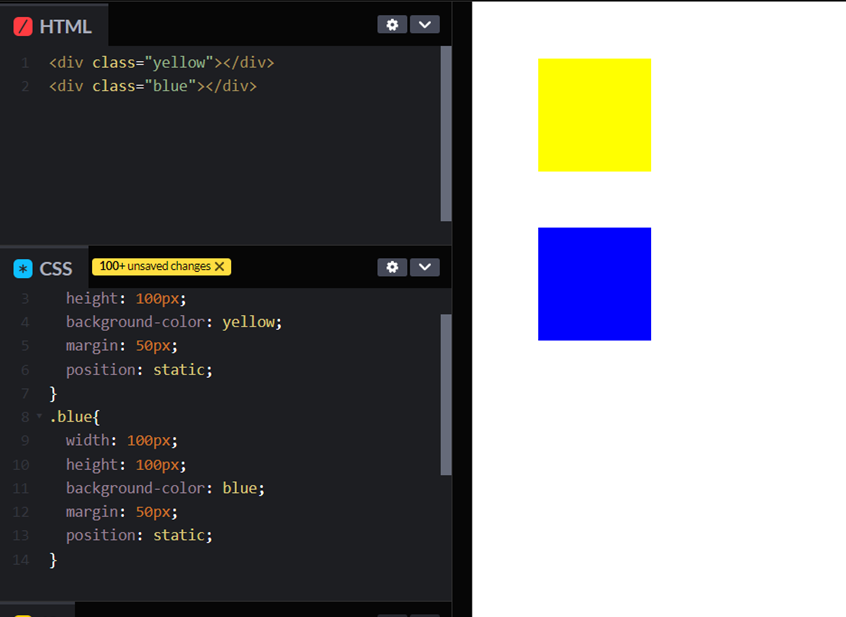 HTML
1 <div class="yellow"></div>
2 <div class="blue"></div>
CSS 100+ unsaved changes
3 height: 100px;
4 background-color: yellow;
5 margin: 50px;
6 position: static;
7 }
8 .blue{
9 width: 100px;
10 height: 100px;
11 background-color: blue;
12 margin: 50px;
13 position: static;
14 }